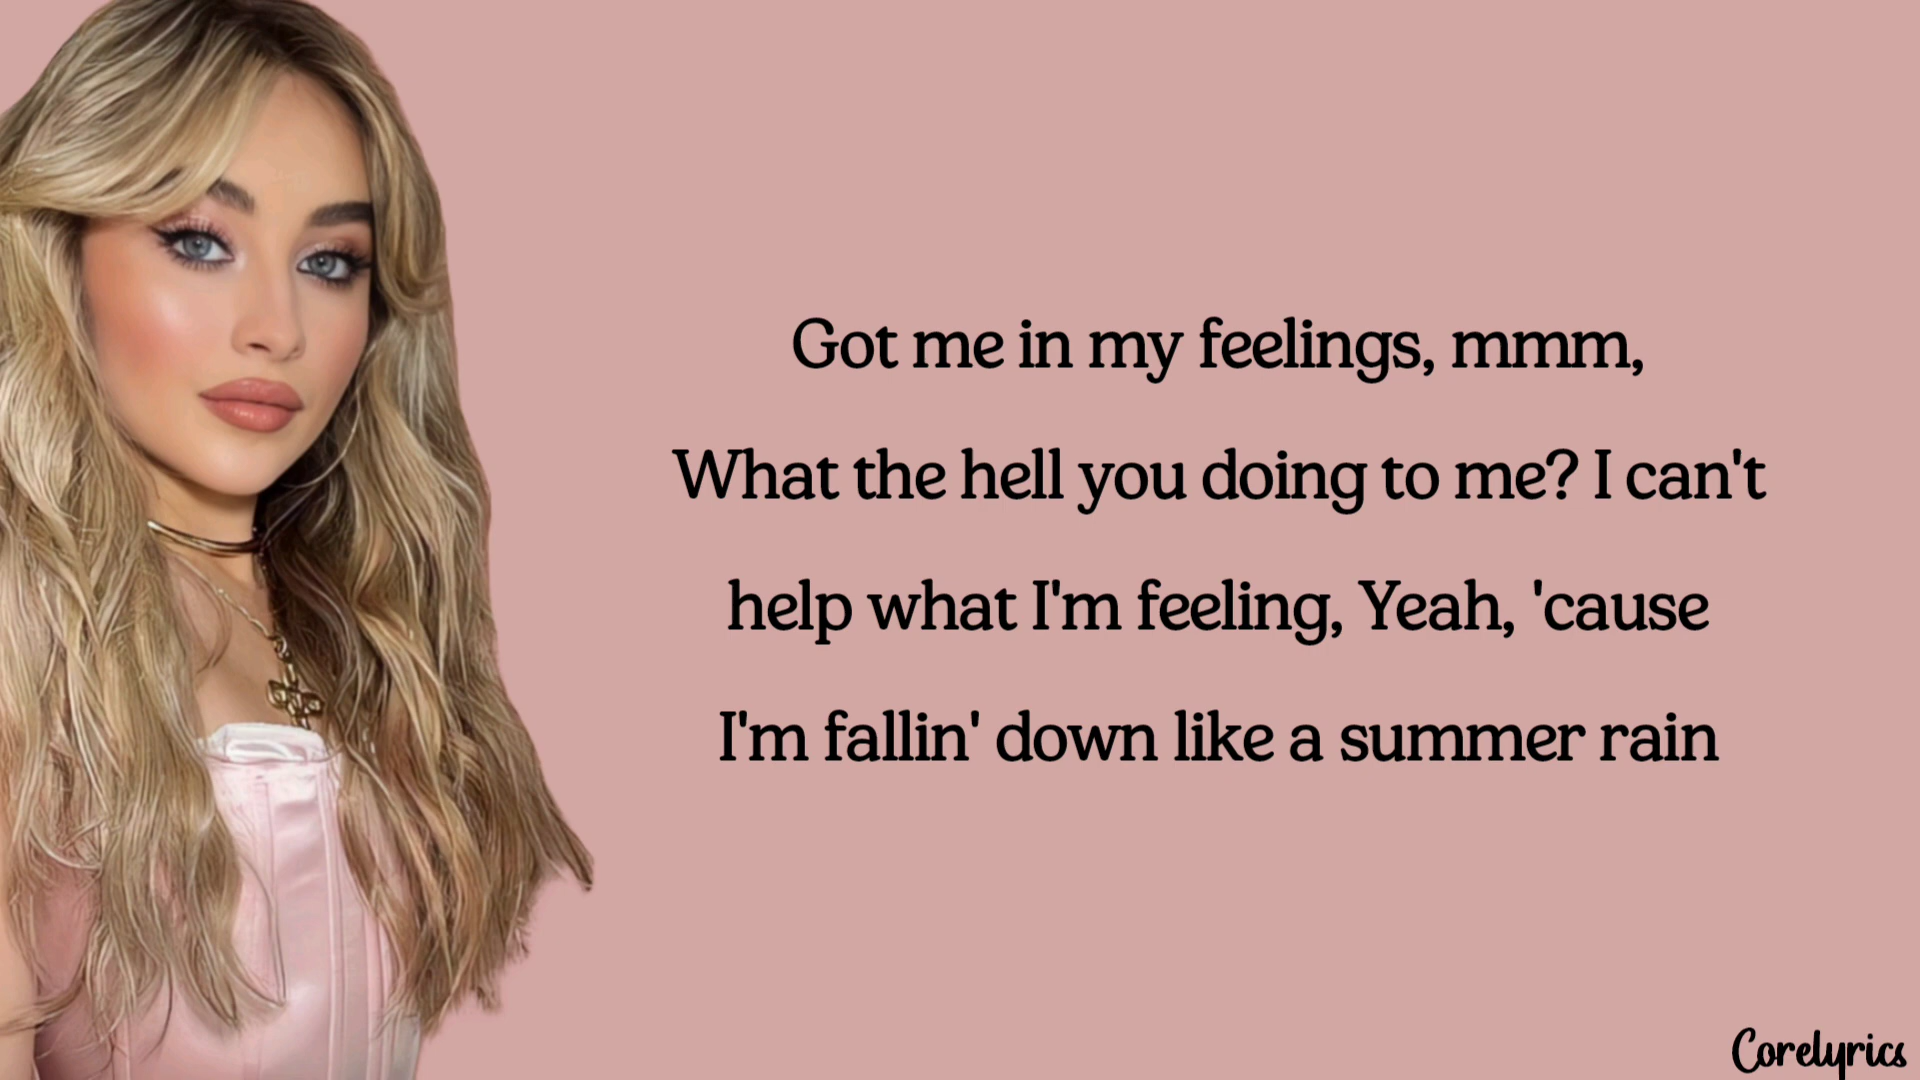 Got me in my feelings, mmm,
What the hell you doing to me? I can't
help what I'm feeling, Yeah, 'cause
I'm fallin' down like a summer rain
Corelyrics